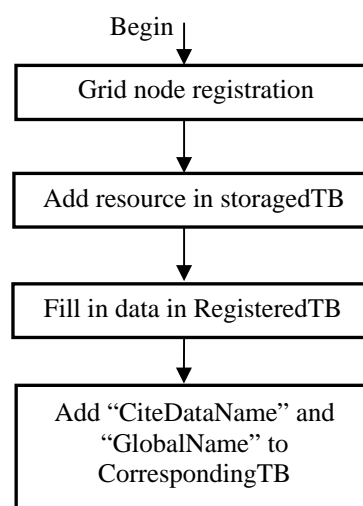 Begin
Grid node registration
Add resource in storagedTB
Fill in data in RegisteredTB
Add “CiteDataName” and
“GlobalName” to
CorrespondingTB